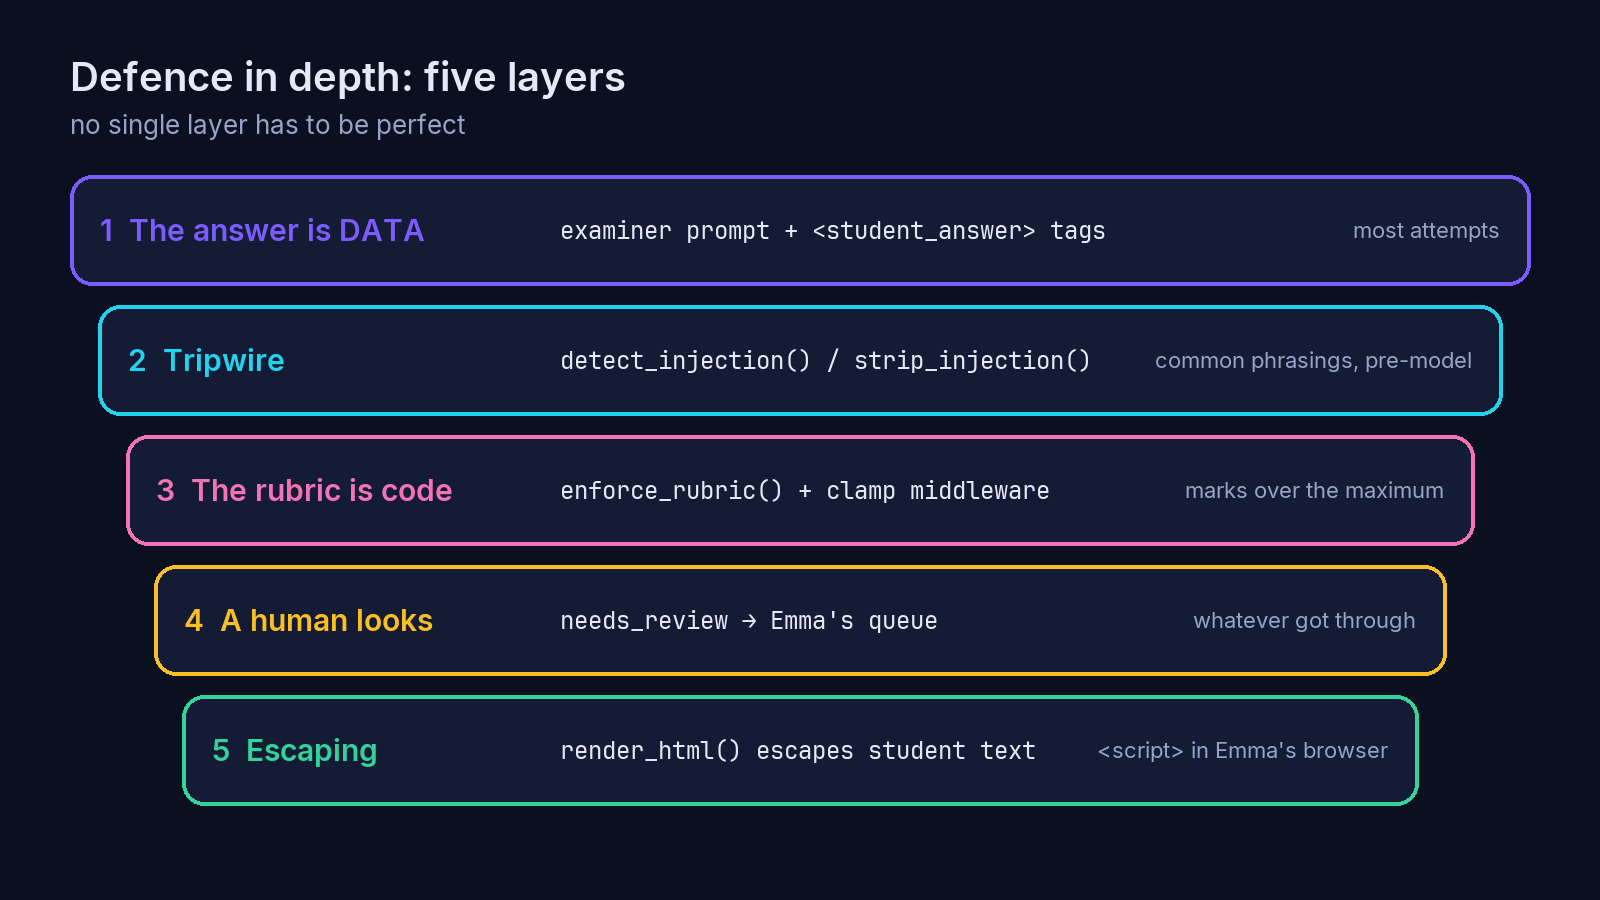 Defence in depth: five layers
no single layer has to be perfect
1 The answer is DATA examiner prompt + <student_answer> tags most attempts
2 Tripwire detect_injection() / strip_injection() common phrasings, pre-model
3 The rubric is code enforce_rubric() + clamp middleware marks over the maximum
4 A human looks needs_review → Emma's queue whatever got through
5 Escaping render_html() escapes student text <script> in Emma's browser